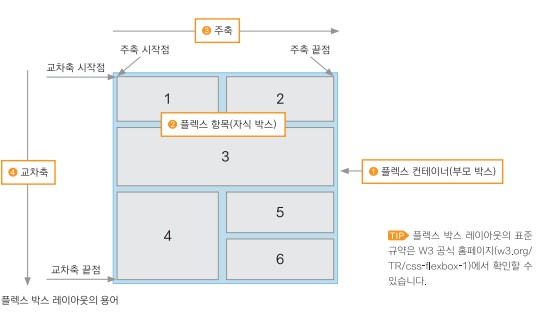 ❸ 주축
주축 시작점
주축 끝점
교차축 시작점
1
2
❷ 플렉스 항목(자식 박스)
3
❹ 교차축
❶ 플렉스 컨테이너(부모 박스)
4
5
6
교차축 끝점
TIP 플렉스 박스 레이아웃의 표준
규약은 W3 공식 홈페이지(w3.org/
TR/css-flexbox-1)에서 확인할 수
있습니다.
플렉스 박스 레이아웃의 용어